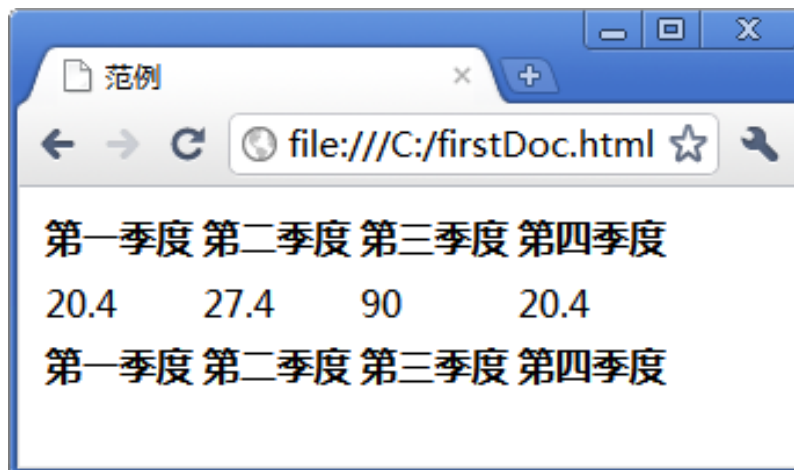 范例
file:///C:/firstDoc.html
第一季度 第二季度 第三季度 第四季度
20.4 27.4 90 20.4
第一季度 第二季度 第三季度 第四季度